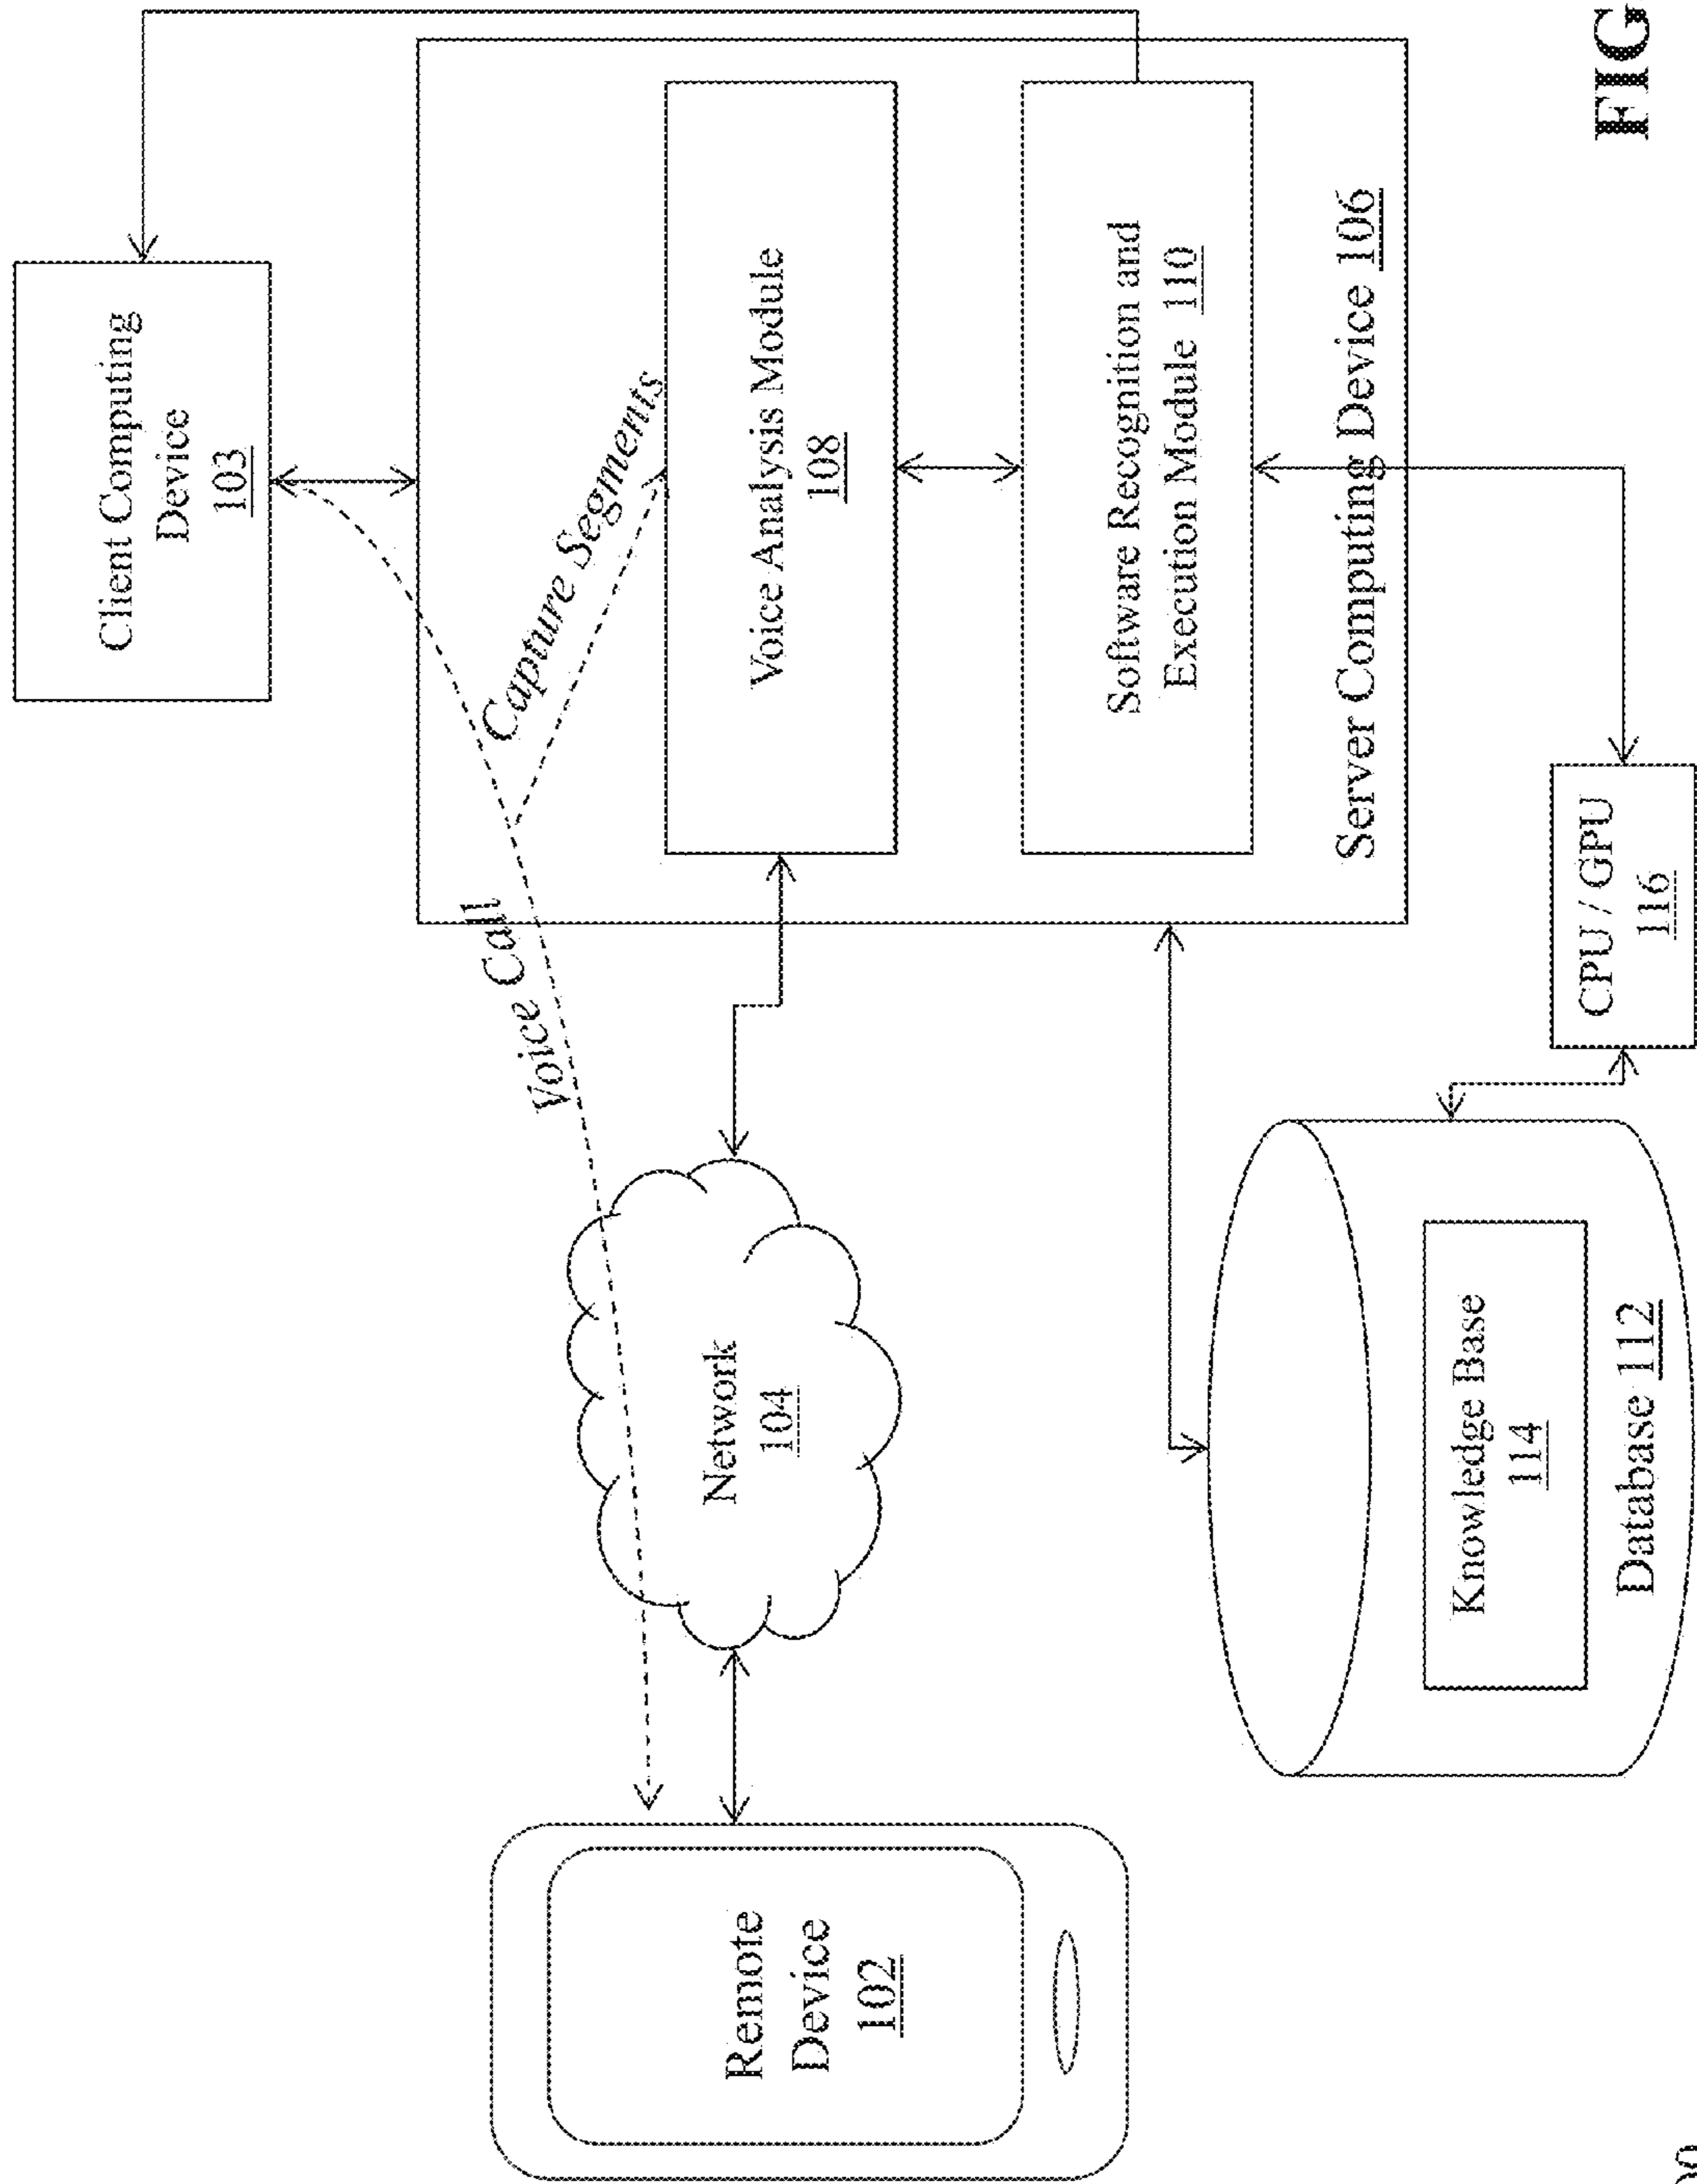 Client Computing
Device
103
Voice Call
Capture Segments
Remote
Device
102
Network
104
Voice Analysis Module
108
Software Recognition and
Execution Module 110
Server Computing Device 106
Knowledge Base
114
Database 112
CPU / GPU
116
FIG